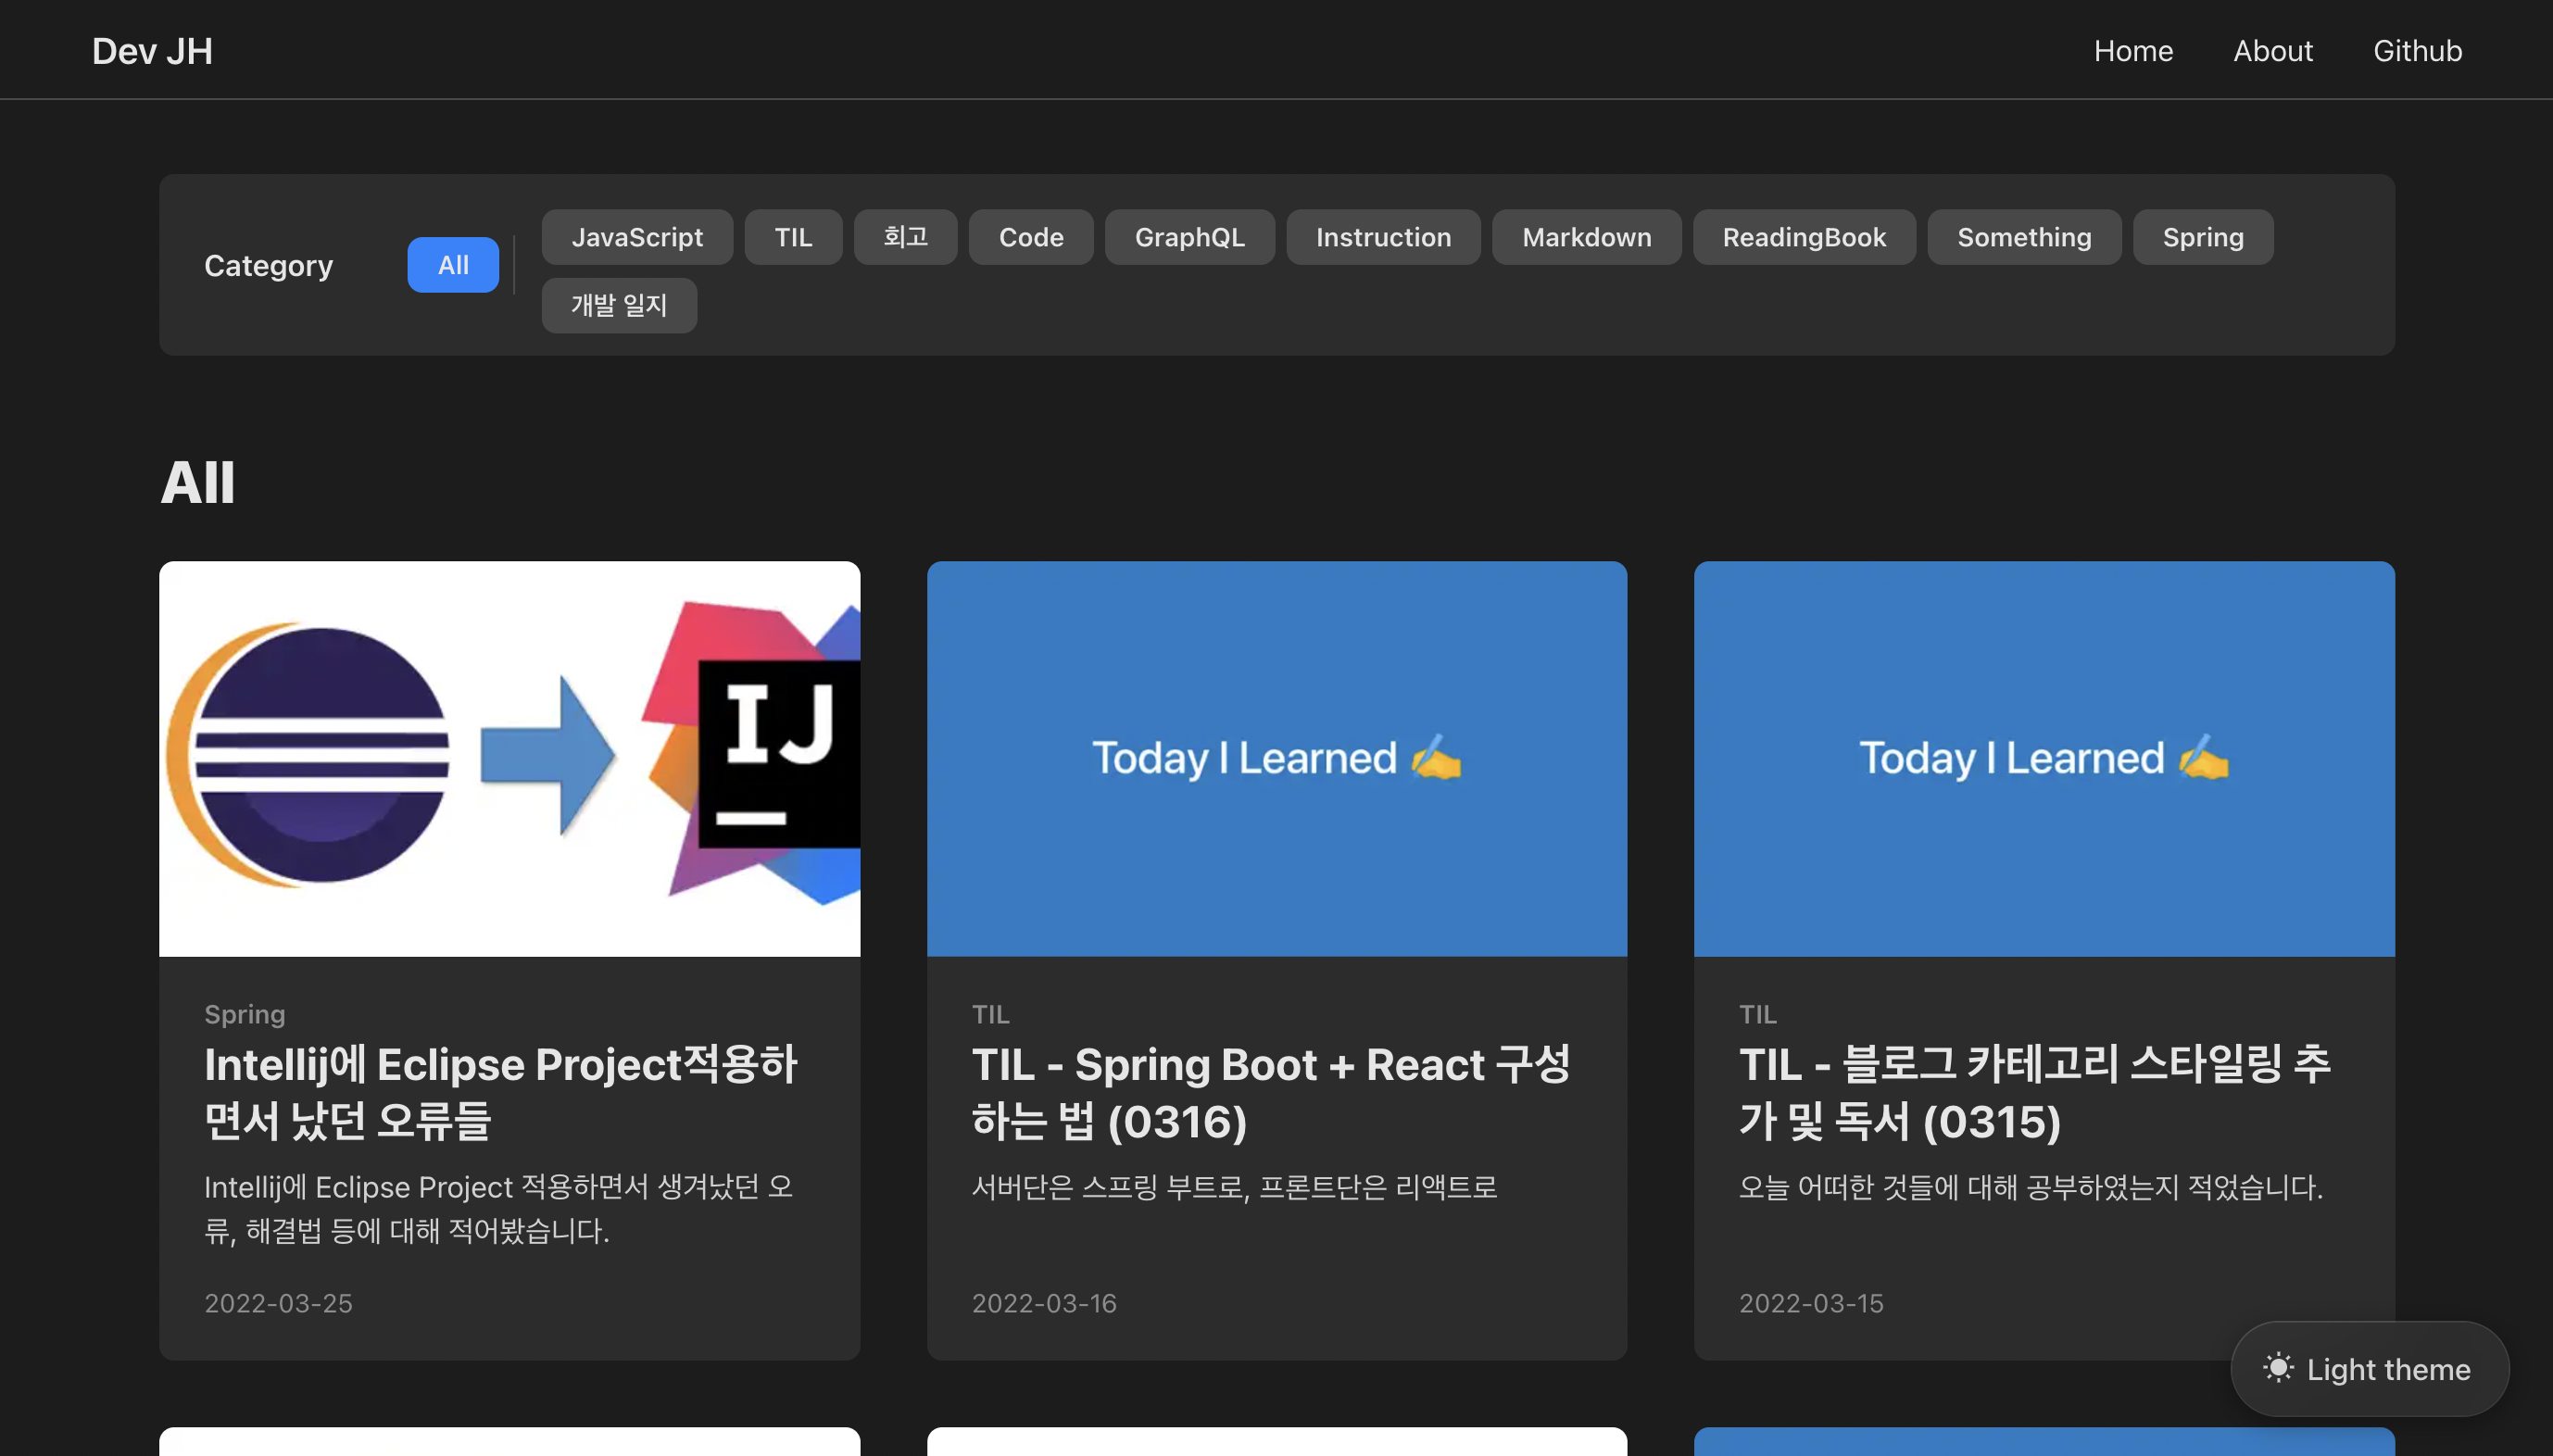 Dev JH
Home About Github
Category All JavaScript TIL 회고 Code GraphQL Instruction Markdown ReadingBook Something Spring
개발 일지
All
IJ
Spring
Intellij에 Eclipse Project적용하
면서 났던 오류들
Intellij에 Eclipse Project 적용하면서 생겨났던 오
류, 해결법 등에 대해 적어봤습니다.
2022-03-25
Today I Learned ✍️
TIL
TIL - Spring Boot + React 구성
하는 법 (0316)
서버단은 스프링 부트로, 프론트단은 리액트로
2022-03-16
Today I Learned ✍️
TIL
TIL - 블로그 카테고리 스타일링 추
가 및 독서 (0315)
오늘 어떠한 것들에 대해 공부하였는지 적었습니다.
2022-03-15
Light theme